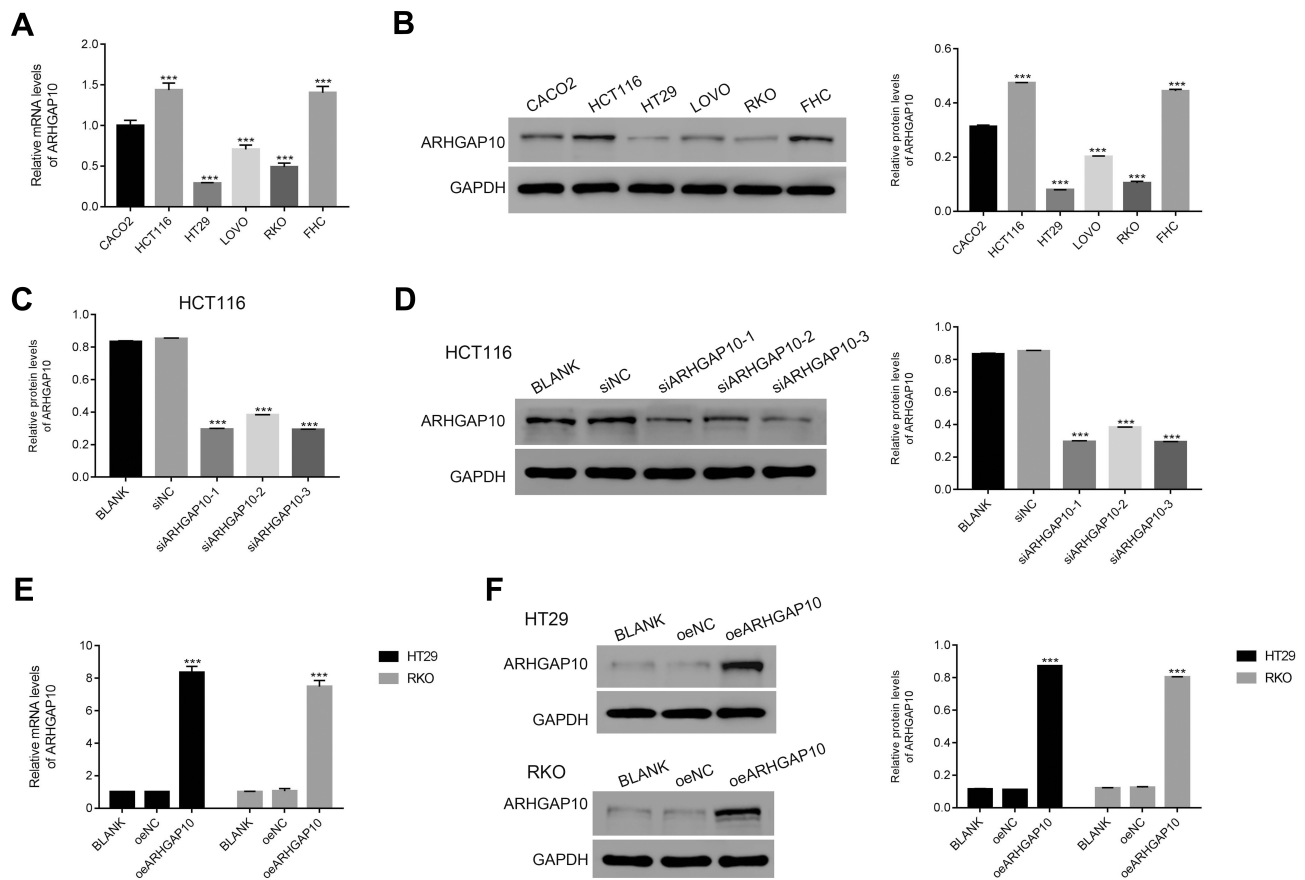 A
Relative mRNA levels
of ARHGAP10
2.0
1.5
1.0
0.5
0.0
***
***
***
***
***
CACO2
HCT116
HT29
LOVO
RKO
FHC
B
CACO2
HCT116
HT29
LOVO
RKO
FHC
ARHGAP10
GAPDH
Relative protein levels
of ARHGAP10
0.6
0.4
0.2
0.0
***
***
***
***
***
CACO2
HCT116
HT29
LOVO
RKO
FHC
C
HCT116
Relative protein levels
of ARHGAP10
1.0
0.8
0.6
0.4
0.2
0.0
***
***
***
BLANK
siNC
siARHGAP10-1
siARHGAP10-2
siARHGAP10-3
D
HCT116
BLANK
siNC
siARHGAP10-1
siARHGAP10-2
siARHGAP10-3
ARHGAP10
GAPDH
Relative protein levels
of ARHGAP10
1.0
0.8
0.6
0.4
0.2
0.0
***
***
***
BLANK
siNC
siARHGAP10-1
siARHGAP10-2
siARHGAP10-3
E
Relative mRNA levels
of ARHGAP10
10
8
6
4
2
0
***
***
BLANK
oeNC
oeARHGAP10
BLANK
oeNC
oeARHGAP10
HT29
RKO
F
HT29
BLANK
oeNC
oeARHGAP10
ARHGAP10
GAPDH
RKO
BLANK
oeNC
oeARHGAP10
ARHGAP10
GAPDH
Relative protein levels
of ARHGAP10
1.0
0.8
0.6
0.4
0.2
0.0
***
***
BLANK
oeNC
oeARHGAP10
BLANK
oeNC
oeARHGAP10
HT29
RKO